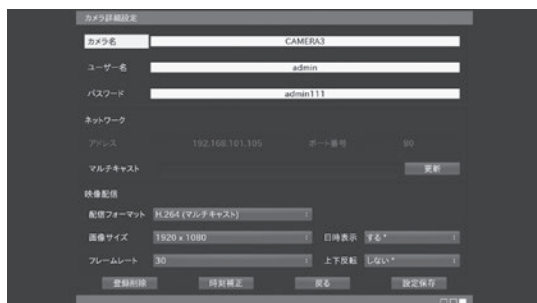 カメラ詳細設定
カメラ名 CAMERA3
ユーザー名 admin
パスワード admin111
ネットワーク
アドレス 192.168.101.105 ポート番号 80
マルチキャスト 更新
映像配信
配信フォーマット H.264 (マルチキャスト)
画像サイズ 1920 x 1080 日時表示 する *
フレームレート 30 上下反転 しない *
登録削除 時刻補正 戻る 設定保存